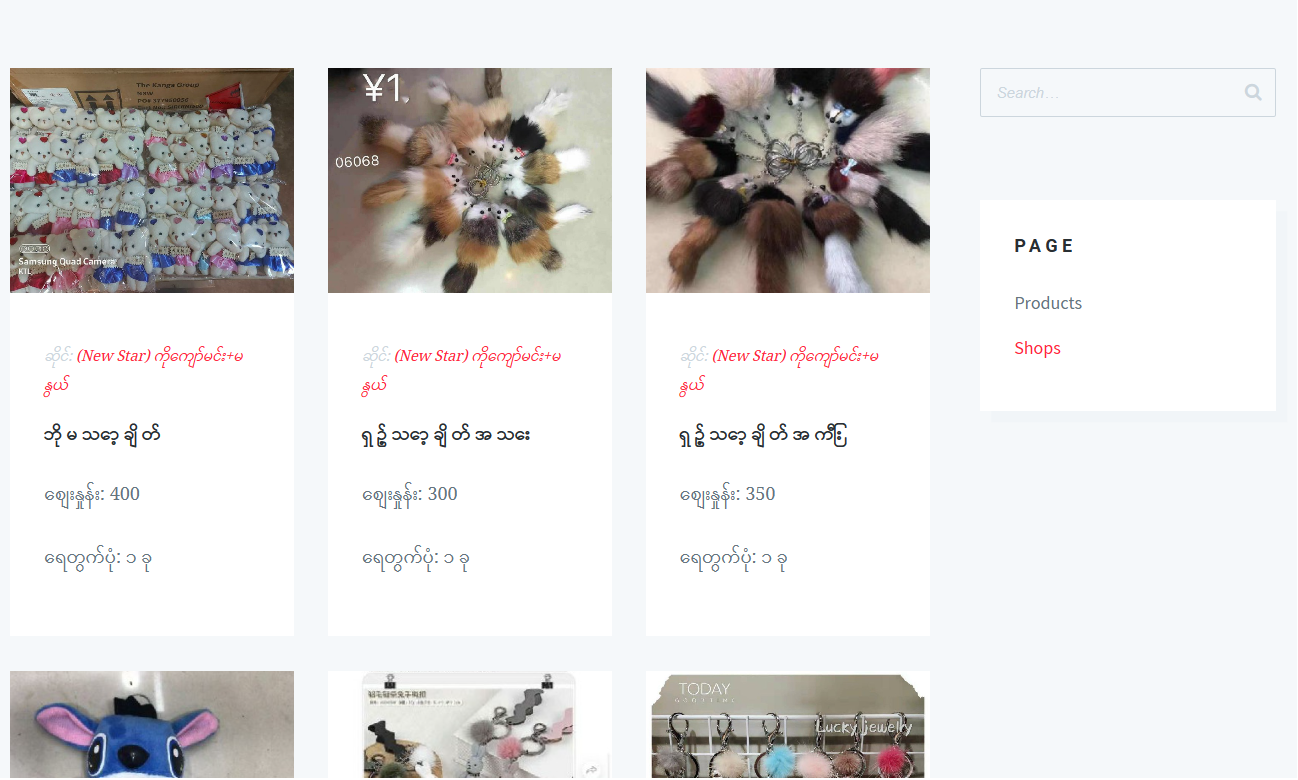 The Kanga Group
¥1
06068
Samsung Quad Camera
KTL
Search...
PAGE
Products
Shops
ဆိုင်: (New Star) ကိုကျော်မင်း+မ
နွယ်
ဘိုမသော့ချိတ်
ဈေးနှုန်း: 400
ရေတွက်ပုံ: ၁ ခု
ဆိုင်: (New Star) ကိုကျော်မင်း+မ
နွယ်
ရှဥ့်သော့ချိတ်အသေး
ဈေးနှုန်း: 300
ရေတွက်ပုံ: ၁ ခု
ဆိုင်: (New Star) ကိုကျော်မင်း+မ
နွယ်
ရှဥ့်သော့ချိတ်အကြီး
ဈေးနှုန်း: 350
ရေတွက်ပုံ: ၁ ခု
TODAY
Lucky jewelry